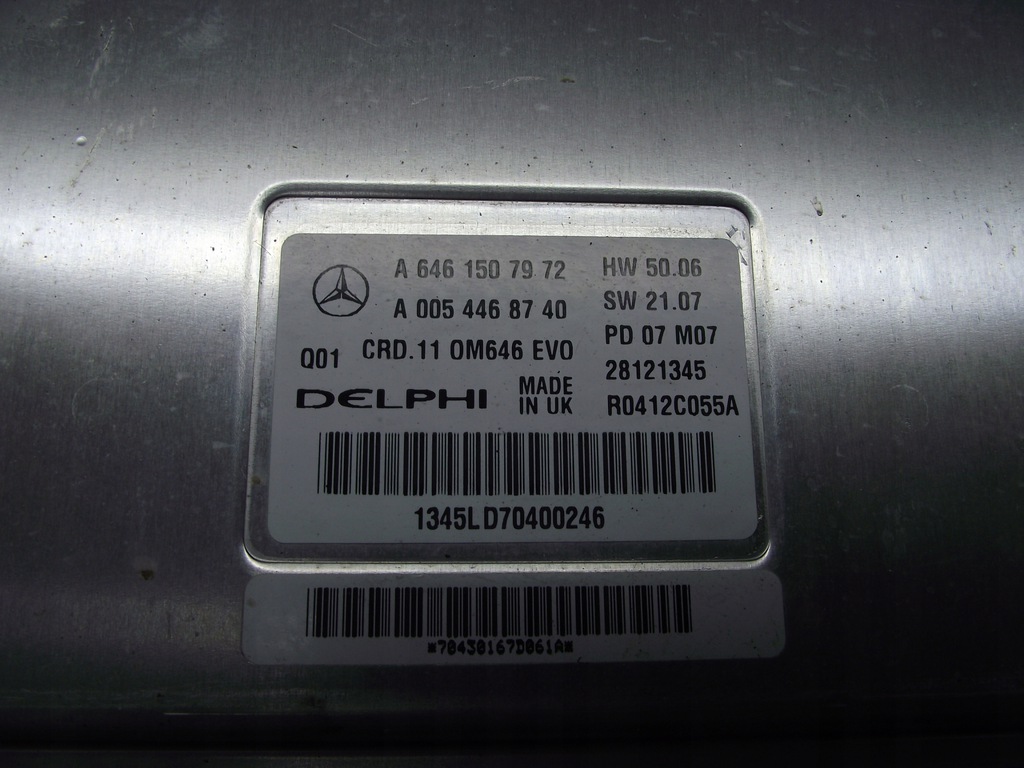 A 646 150 79 72 HW 50.06
A 005 446 87 40 SW 21.07
Q01 CRD.11 OM646 EVO PD 07 M07
28121345
DELPHI MADE IN UK R0412C055A
1345LD70400246
*70430167D061A*